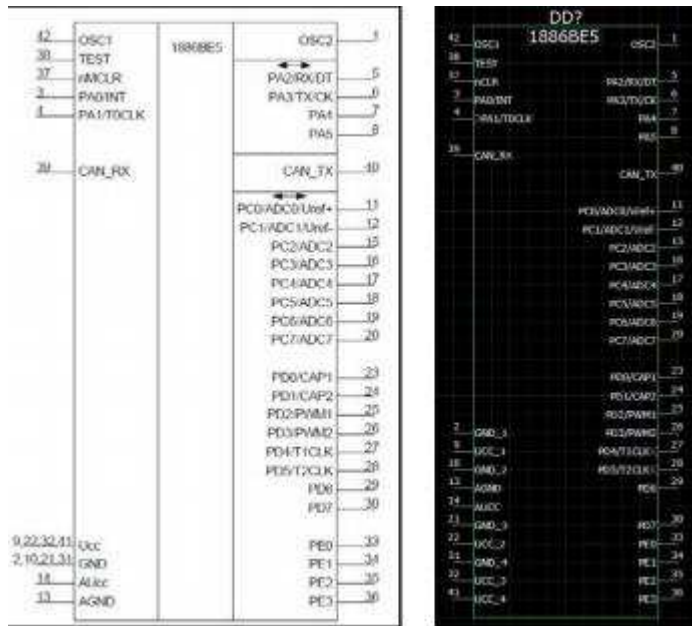 42 OSC1 1886BE5 OSC2 1
38 TEST
37 nMCLR PA2/RX/DT 5
3 PA0/INT PA3/TX/CK 6
4 PA1/T0CLK PA4 7
PA5 8
39 CAN_RX CAN_TX 40
PC0/ADC0/Uref+ 11
PC1/ADC1/Uref- 12
PC2/ADC2 15
PC3/ADC3 16
PC4/ADC4 17
PC5/ADC5 18
PC6/ADC6 19
PC7/ADC7 20
PD0/CAP1 23
PD1/CAP2 24
PD2/PWM1 25
PD3/PWM2 26
PD4/T1CLK 27
PD5/T2CLK 28
PD6 29
PD7 30
9,22,32,41 Ucc PE0 33
2,10,21,31 GND PE1 34
14 AUcc PE2 35
13 AGND PE3 36
DD?
1886BE5
42 OSC1 OSC2 1
38 TEST
37 nCLR PA2/RX/DT 5
3 PA0/INT PA3/TX/CK 6
4 PA1/T0CLK PA4 7
PA5 8
39 CAN_RX
CAN_TX 40
PC0/ADC0/Uref+ 11
PC1/ADC1/Uref- 12
PC2/ADC2 15
PC3/ADC3 16
PC4/ADC4 17
PC5/ADC5 18
PC6/ADC6 19
PC7/ADC7 20
PD0/CAP1 23
PD1/CAP2 24
PD2/PWM1 25
2 GND_1 PD3/PWM2 26
9 UCC_1 PD4/T1CLK 27
10 GND_2 PD5/T2CLK 28
13 AGND PD6 29
14 AUCC
21 GND_3 PD7 30
22 UCC_2 PE0 33
31 GND_4 PE1 34
32 UCC_3 PE2 35
41 UCC_4 PE3 36